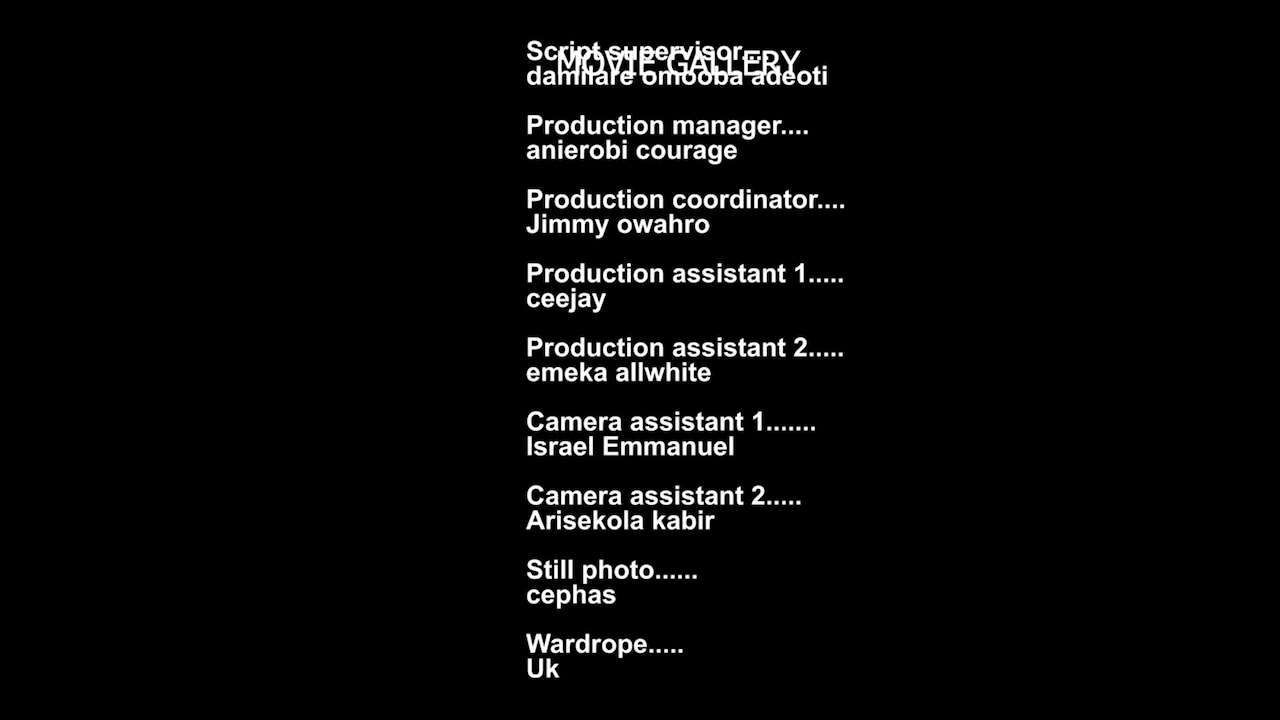 Script supervisor....
MOVIE GALLERY
damilare omooba adeoti
Production manager....
anierobi courage
Production coordinator....
Jimmy owahro
Production assistant 1.....
ceejay
Production assistant 2.....
emeka allwhite
Camera assistant 1.......
Israel Emmanuel
Camera assistant 2.....
Arisekola kabir
Still photo......
cephas
Wardrope.....
Uk